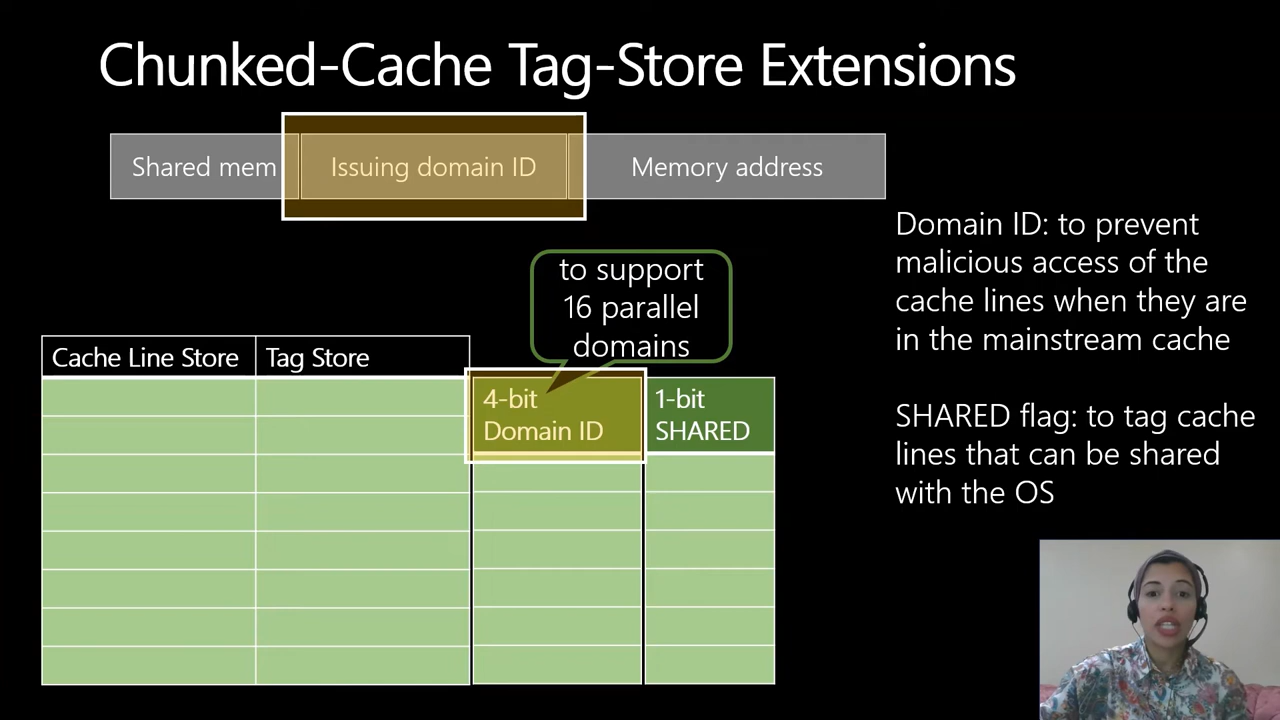 Chunked-Cache Tag-Store Extensions
Shared mem
Issuing domain ID
Memory address
Domain ID: to prevent
malicious access of the
cache lines when they are
in the mainstream cache
SHARED flag: to tag cache
lines that can be shared
with the OS
to support
16 parallel
domains
Cache Line Store
Tag Store
4-bit
Domain ID
1-bit
SHARED